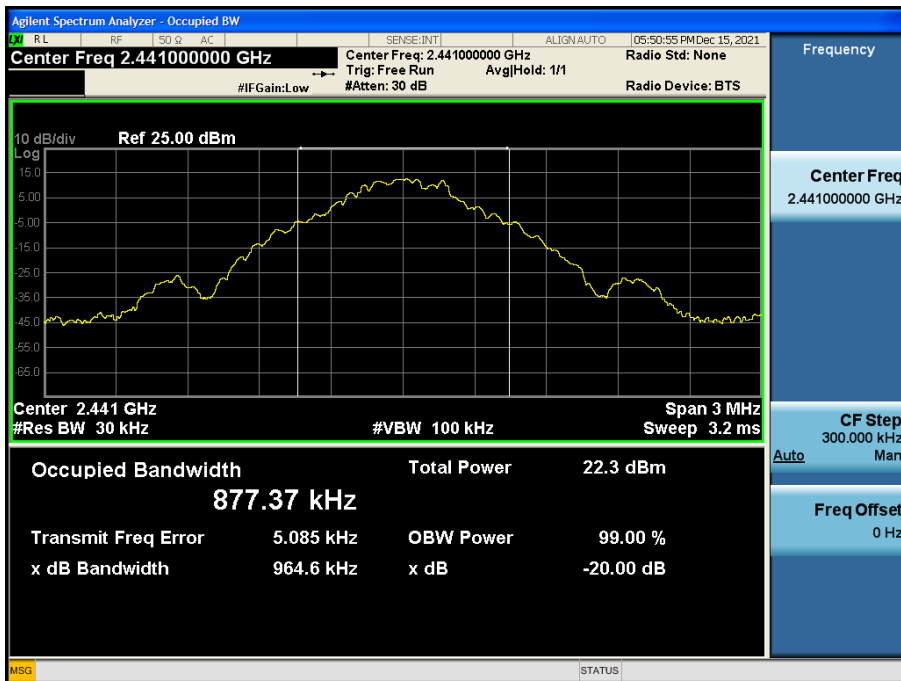 Agilent Spectrum Analyzer - Occupied BW
LXI RL RF 50 Ω AC SENSE:INT ALIGN AUTO 05:50:55 PM Dec 15, 2021
Center Freq 2.441000000 GHz
Center Freq: 2.441000000 GHz
Radio Std: None
Trig: Free Run Avg|Hold: 1/1
#IFGain:Low
#Atten: 30 dB
Radio Device: BTS
Frequency
10 dB/div Ref 25.00 dBm
Log
15.0
5.00
-5.00
-15.0
-25.0
-35.0
-45.0
-55.0
-65.0
Center 2.441 GHz Span 3 MHz
#Res BW 30 kHz #VBW 100 kHz Sweep 3.2 ms
Occupied Bandwidth Total Power 22.3 dBm
877.37 kHz
Transmit Freq Error 5.085 kHz OBW Power 99.00 %
x dB Bandwidth 964.6 kHz x dB -20.00 dB
Center Freq
2.441000000 GHz
CF Step
300.000 kHz
Auto Man
Freq Offset
0 Hz
MSG STATUS